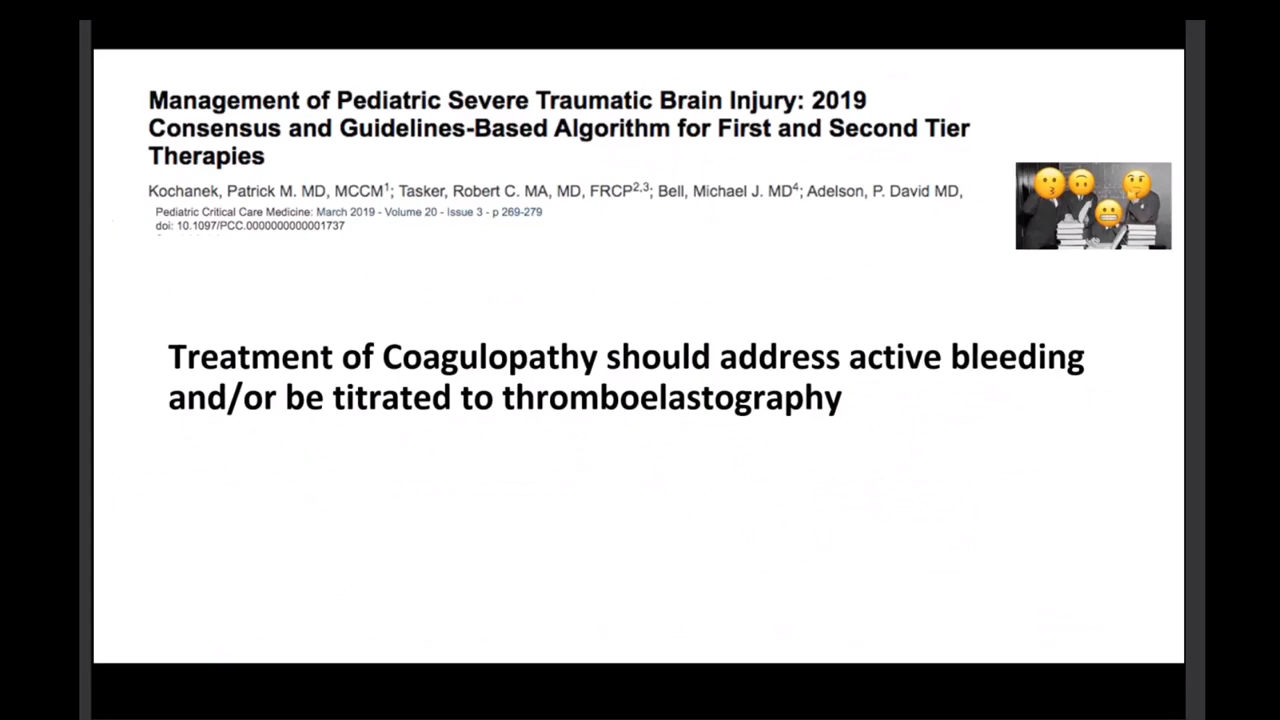 Management of Pediatric Severe Traumatic Brain Injury: 2019
Consensus and Guidelines-Based Algorithm for First and Second Tier
Therapies
Kochanek, Patrick M. MD, MCCM1; Tasker, Robert C. MA, MD, FRCP2,3; Bell, Michael J. MD4; Adelson, P. David MD,
Pediatric Critical Care Medicine: March 2019 - Volume 20 - Issue 3 - p 269-279
doi: 10.1097/PCC.0000000000001737
Treatment of Coagulopathy should address active bleeding
and/or be titrated to thromboelastography